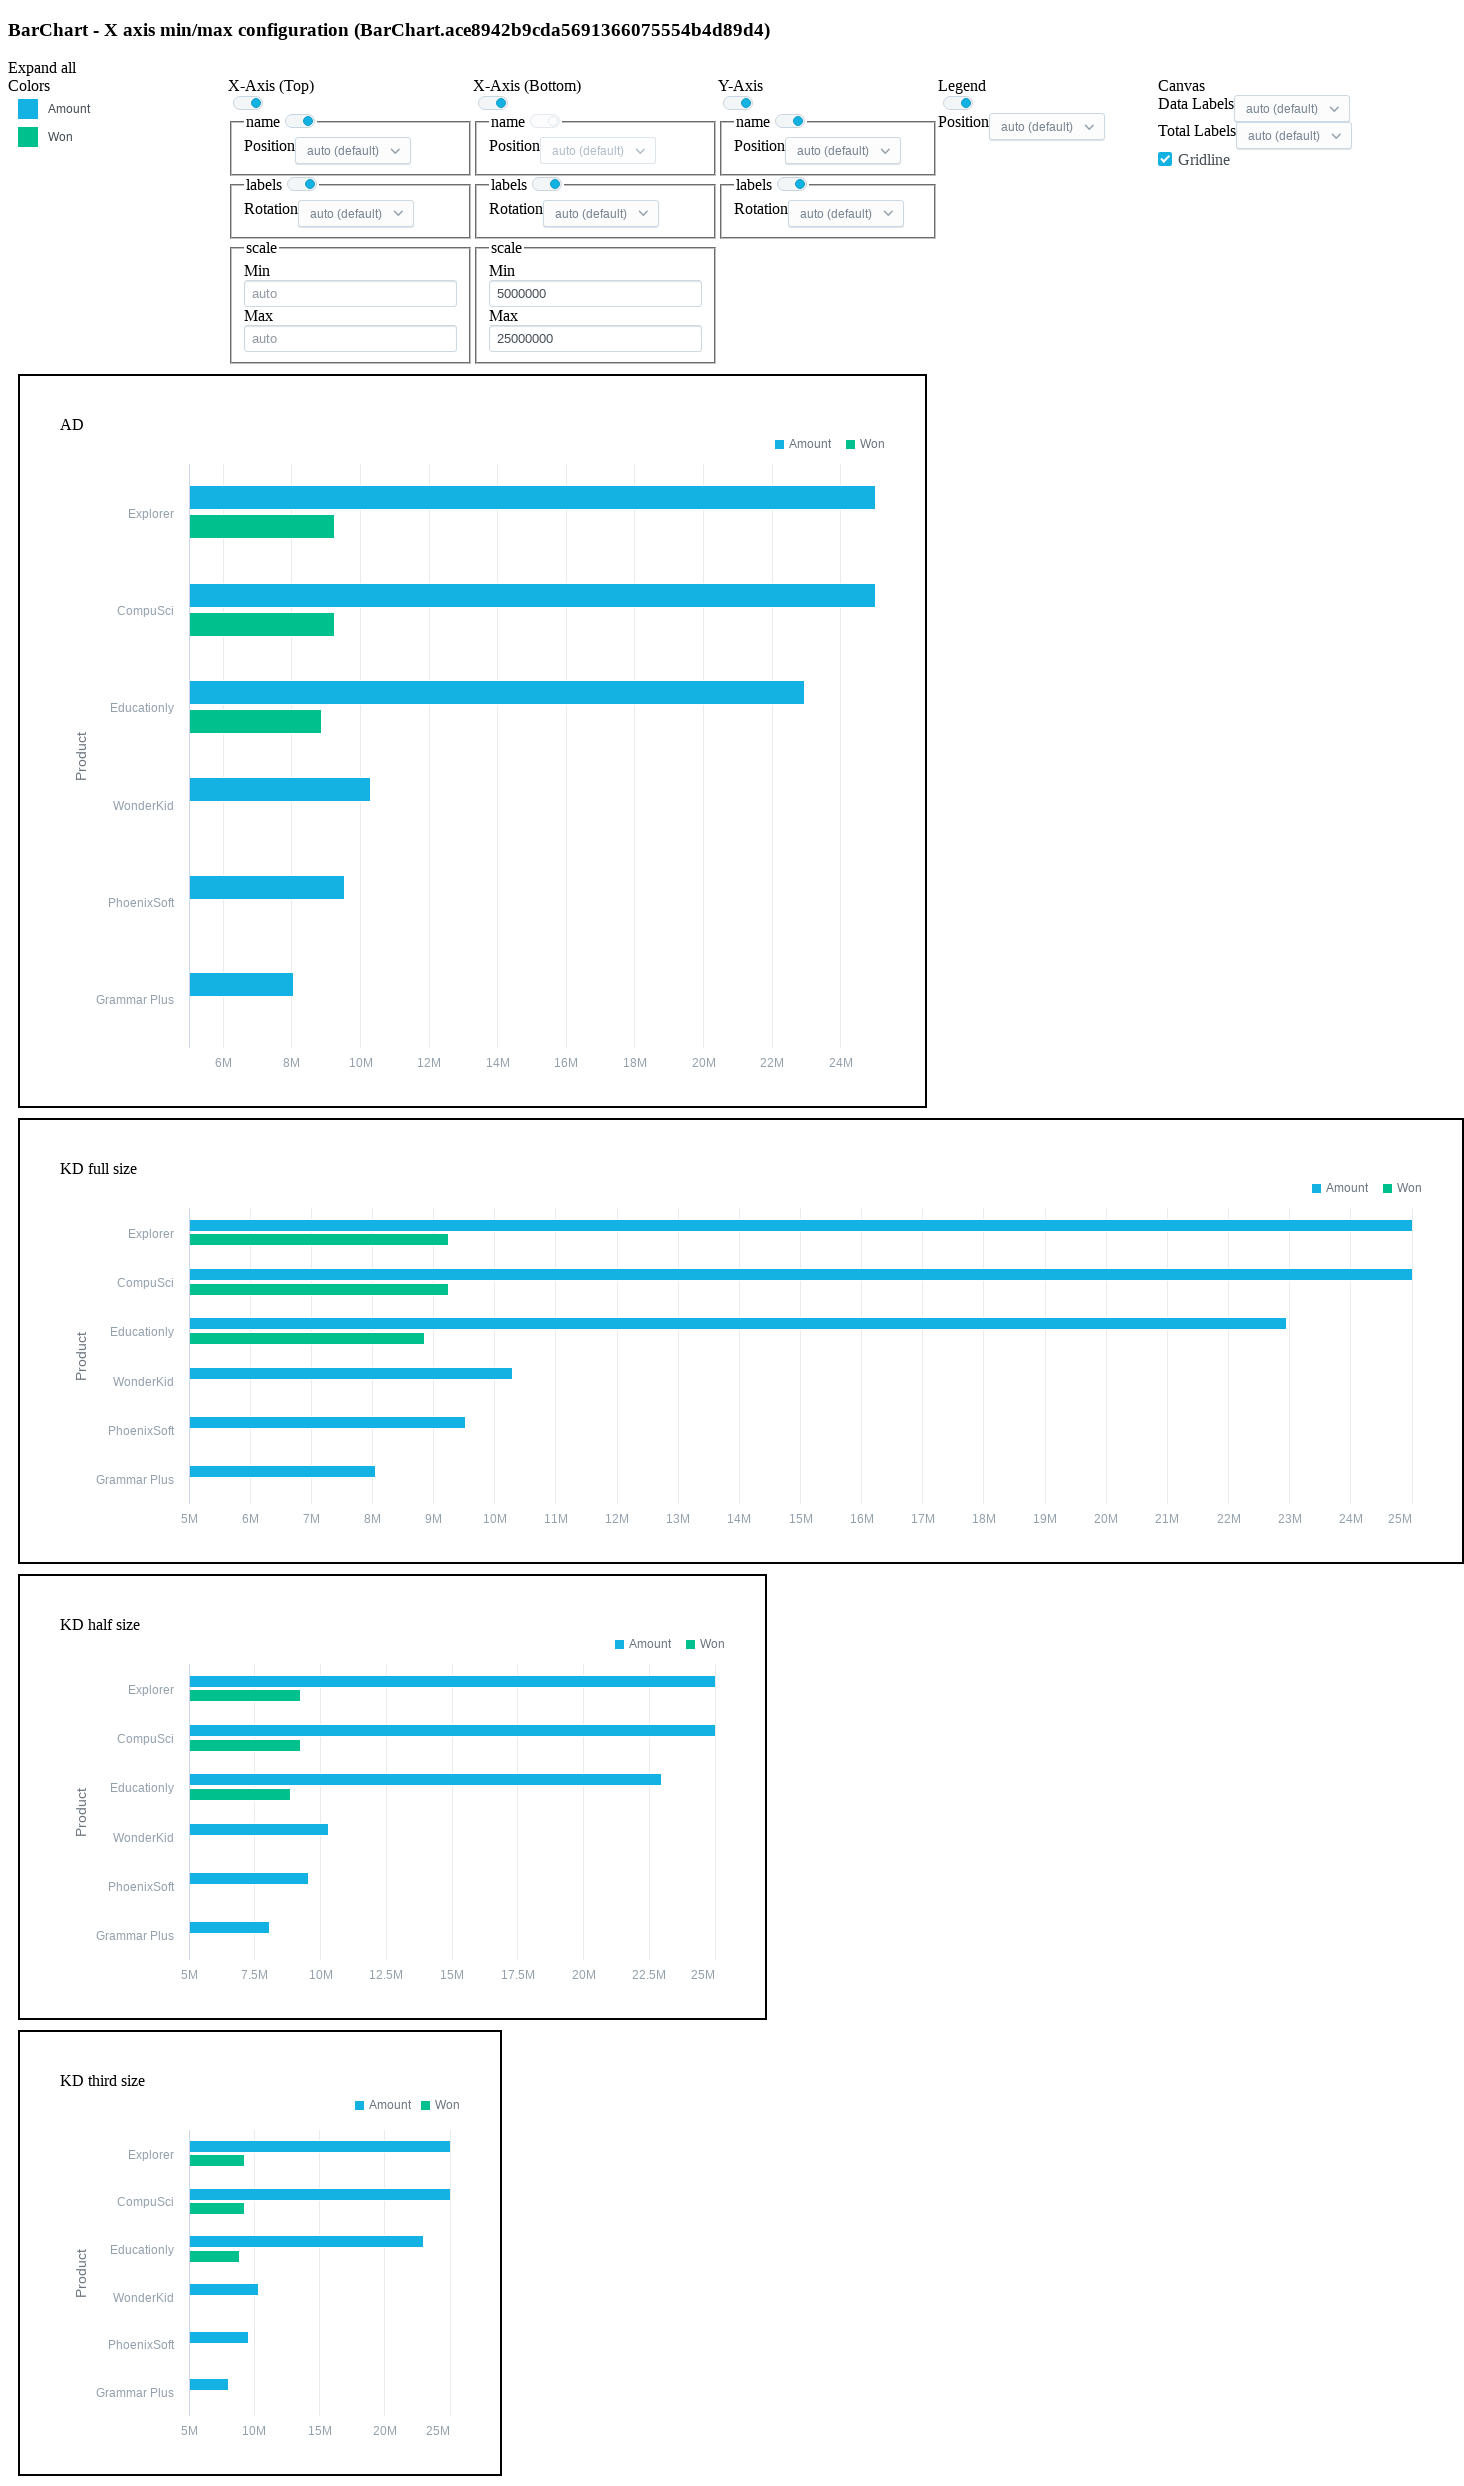 BarChart - X axis min/max configuration (BarChart.ace8942b9cda5691366075554b4d89d4)
Expand all
Colors
Amount
Won
X-Axis (Top)
name
Position auto (default)
labels
Rotation auto (default)
scale
Min
auto
Max
auto
X-Axis (Bottom)
name
Position auto (default)
labels
Rotation auto (default)
scale
Min
5000000
Max
25000000
Y-Axis
name
Position auto (default)
labels
Rotation auto (default)
Legend
Position auto (default)
Canvas
Data Labels auto (default)
Total Labels auto (default)
Gridline
AD
Amount Won
Explorer
CompuSci
Educationly
Product
WonderKid
PhoenixSoft
Grammar Plus
6M 8M 10M 12M 14M 16M 18M 20M 22M 24M
KD full size
Amount Won
Explorer
CompuSci
Educationly
Product
WonderKid
PhoenixSoft
Grammar Plus
5M 6M 7M 8M 9M 10M 11M 12M 13M 14M 15M 16M 17M 18M 19M 20M 21M 22M 23M 24M 25M
KD half size
Amount Won
Explorer
CompuSci
Educationly
Product
WonderKid
PhoenixSoft
Grammar Plus
5M 7.5M 10M 12.5M 15M 17.5M 20M 22.5M 25M
KD third size
Amount Won
Explorer
CompuSci
Educationly
Product
WonderKid
PhoenixSoft
Grammar Plus
5M 10M 15M 20M 25M